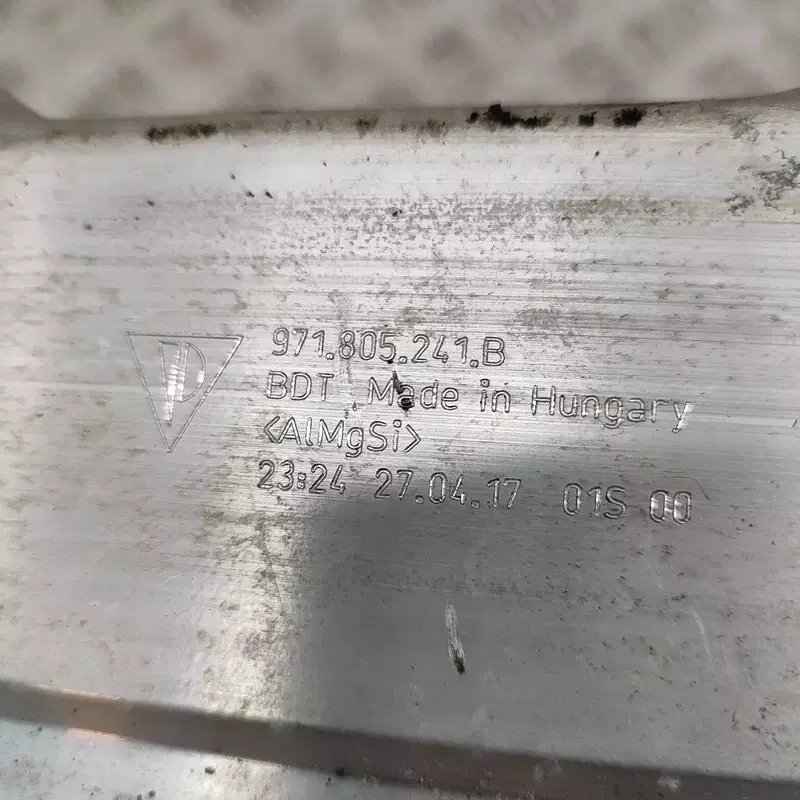 971.805.241.B
BDT Made in Hungary
<AlMgSi>
23:24 27.04.17 01S 00